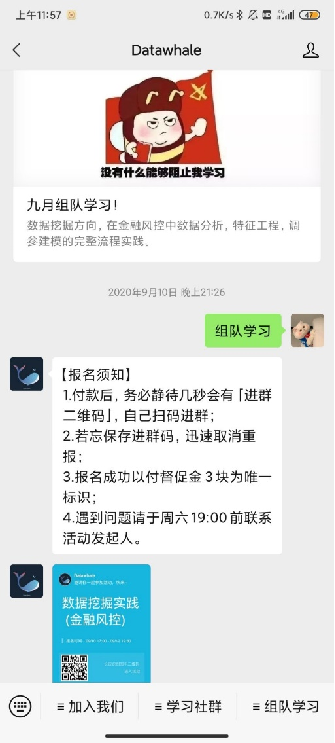 上午11:57
0.7K/s
47
Datawhale
没有什么能够阻止我学习
九月组队学习！
数据挖掘方向，在金融风控中数据分析，特征工程，调
参建模的完整流程实践。
2020年9月10日 晚上21:26
组队学习
【报名须知】
1.付款后，务必静待几秒会有「进群
二维码」，自己扫码进群；
2.若忘保存进群码，迅速取消重
报；
3.报名成功以付督促金3块为唯一
标识；
4.遇到问题请于周六19:00前联系
活动发起人。
Datawhale
数据挖掘实践
(金融风控)
加入我们
学习社群
组队学习